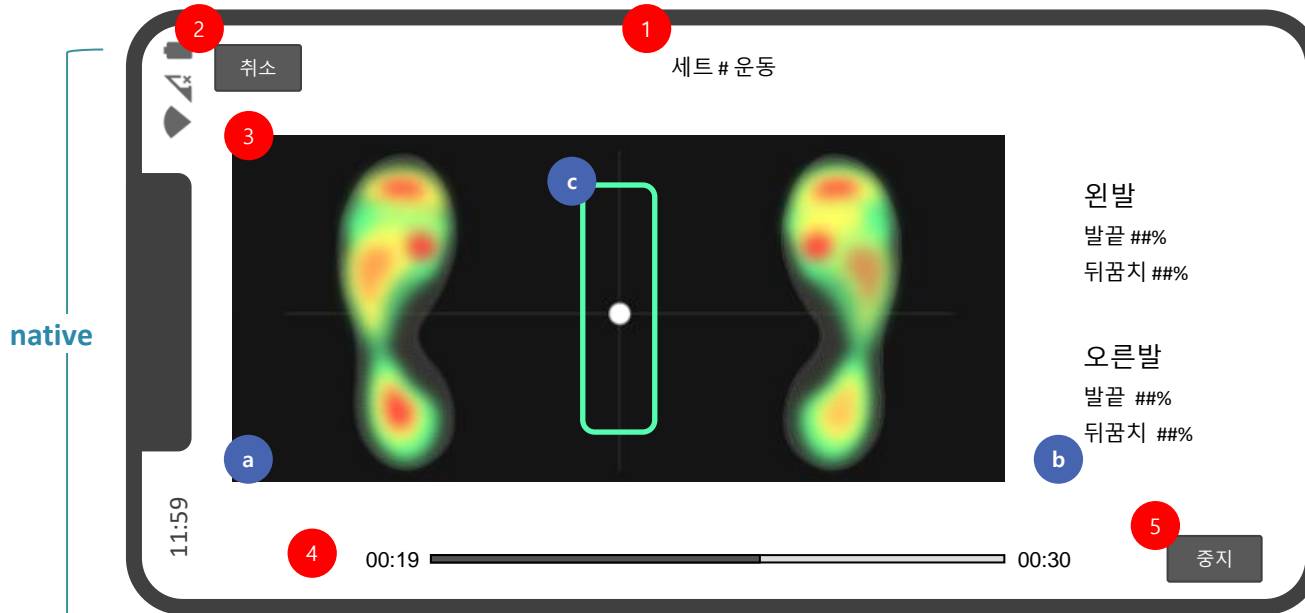 2
1
취소
세트 # 운동
3
c
왼발
발끝 ##%
뒤꿈치 ##%
native
오른발
발끝 ##%
뒤꿈치 ##%
a
b
11:59
5
4
00:19
00:30
중지